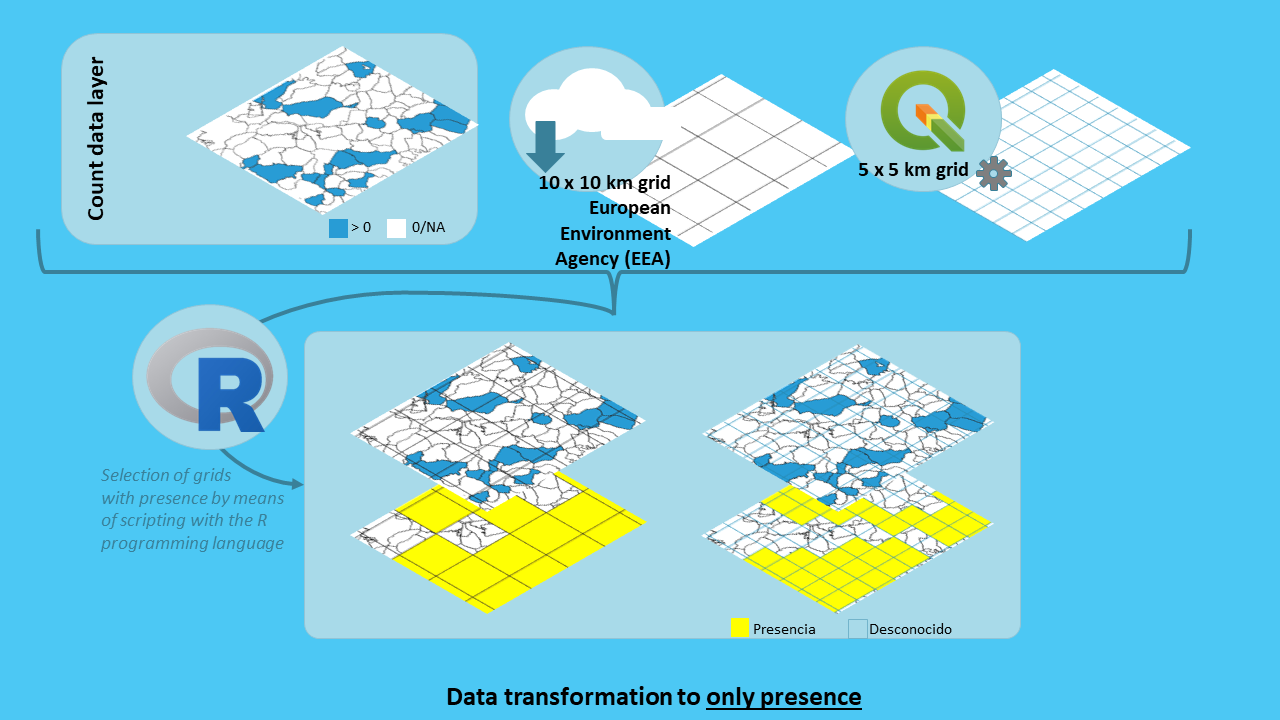 Count data layer
> 0
0/NA
10 x 10 km grid
European
Environment
Agency (EEA)
5 x 5 km grid
R
Selection of grids
with presence by means
of scripting with the R
programming language
Presencia
Desconocido
Data transformation to only presence